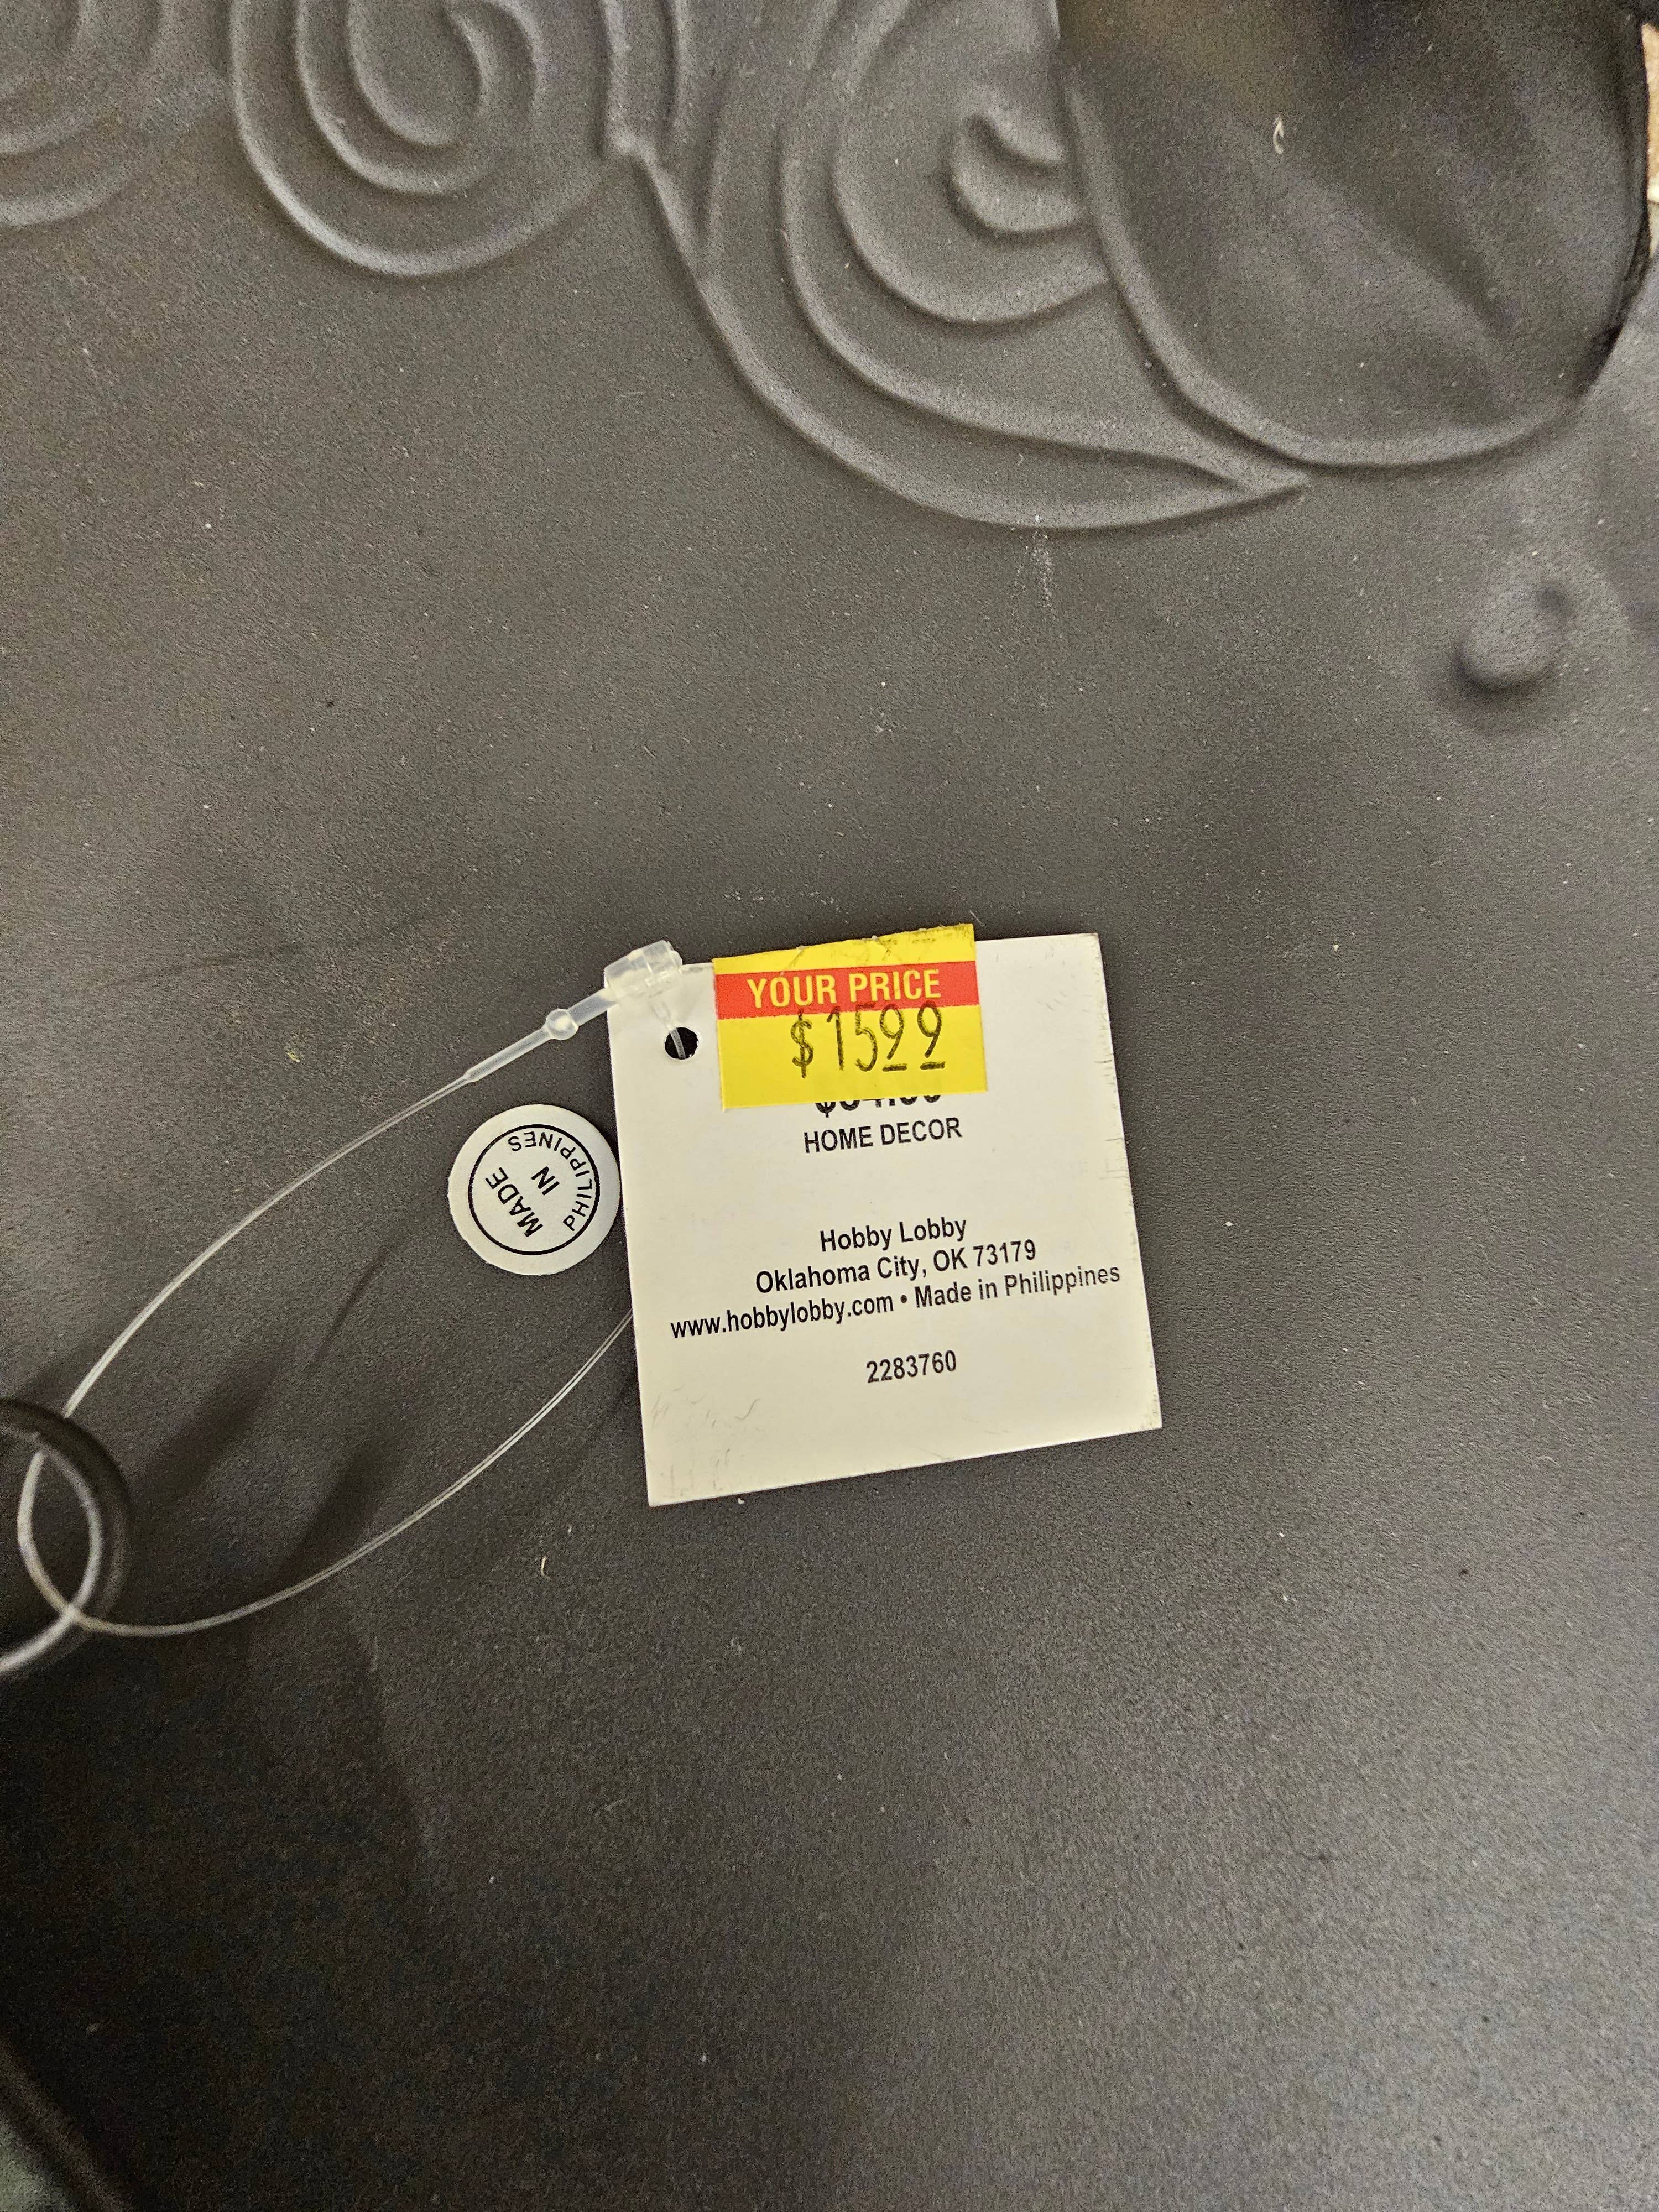 YOUR PRICE
$1599
HOME DECOR
Hobby Lobby
Oklahoma City, OK 73179
www.hobbylobby.com • Made in Philippines
2283760
MADE
IN
PHILIPPINES